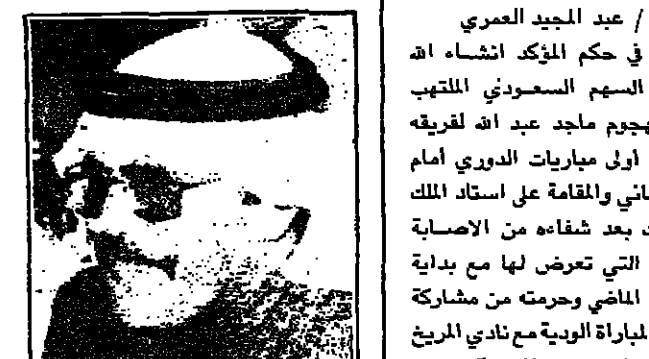 / عبد المجيد العمري
في حكم المؤكد انشاء الله
السهم السعودي الملتهب
هجوم ماجد عبد الله لفريقه
أولى مباريات الدوري أمام
اني والمقامة على استاد الملك
بعد شفاءه من الاصابة
التي تعرض لها مع بداية
الماضي وحرمته من مشاركة
لمباراة الودية مع نادي المريخ